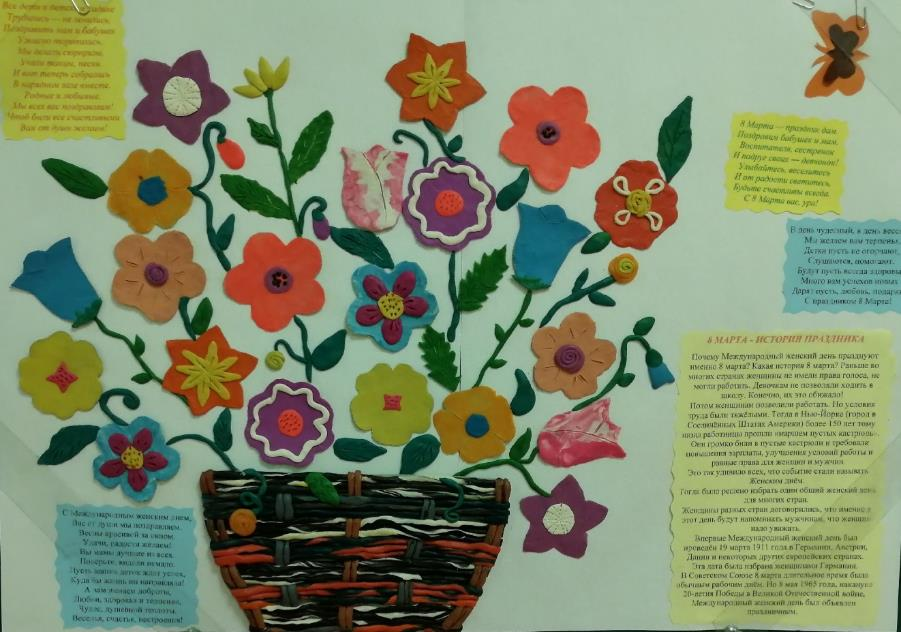 Все дети в детском
Трудились — не ленились,
Поздравить мам и бабушек
Ужасно торопились.
Мы делали сюрпризы,
Учили танцы, песни.
И вот теперь собрались
В нарядном зале вместе.
Родные и любимые,
Мы всех вас поздравляем!
Чтоб были все счастливыми
Вам от души желаем!
8 Марта — праздник дам.
Поздравим бабушек и мам,
Воспитателя, сестренок
И подруг своих — девчонок!
Улыбайтесь, веселитесь
И от радости светитесь,
Будьте счастливы всегда.
С 8 Марта вас, ура!
В день чудесный, в день
Мы желаем вам терпенья,
Детки пусть не огорчают,
Слушаются, помогают.
Будут пусть всегда здоровы
Много вам успехов новых
Дарят пусть, любовь, подарки
С праздником 8 Марта!
8 МАРТА - ИСТОРИЯ ПРАЗДНИКА
Почему Международный женский день празднуют
именно 8 марта? Какая история 8 марта? Раньше во
многих странах женщины не имели права голоса, не
могли работать. Девочкам не позволяли ходить в
школу. Конечно, их это обижало!
Потом женщинам позволили работать. Но условия
труда были тяжёлыми. Тогда в Нью-Йорке (город в
Соединённых Штатах Америки) более 150 лет тому
назад работницы прошли «маршем пустых кастрюль».
Они громко били в пустые кастрюли и требовали
повышения зарплаты, улучшения условий работы и
равные права для женщин и мужчин.
Это так удивило всех, что событие стали называть
Женским днём.
Тогда было решено избрать один общий женский день
для многих стран.
Женщины разных стран договорились, что именно в
этот день будут напоминать мужчинам, что женщин
надо уважать.
Впервые Международный женский день был
проведён 19 марта 1911 года в Германии, Австрии,
Дании и некоторых других европейских странах.
Эта дата была избрана женщинами Германии.
В Советском Союзе 8 марта длительное время было
обычным рабочим днём. Но 8 мая 1965 года, накануне
20-летия Победы в Великой Отечественной войне,
Международный женский день был объявлен
праздничным.
С Международным женским днем,
Вас от души мы поздравляем.
Весны красивой за окном,
Удачи, радости желаем!
Вы мамы лучшие из всех.
Поверьте, видели немало.
Пусть ваших деток ждет успех,
Куда бы жизнь ни направляла!
А вам желаем доброты,
Любви, здоровья и терпения,
Чудес, душевной теплоты.
Веселья, счастья, настроения!